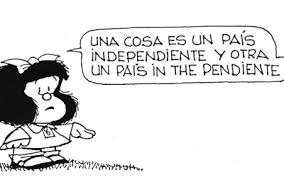 UNA COSA ES UN PAÍS
INDEPENDIENTE Y OTRA
UN PAÍS IN THE PENDIENTE